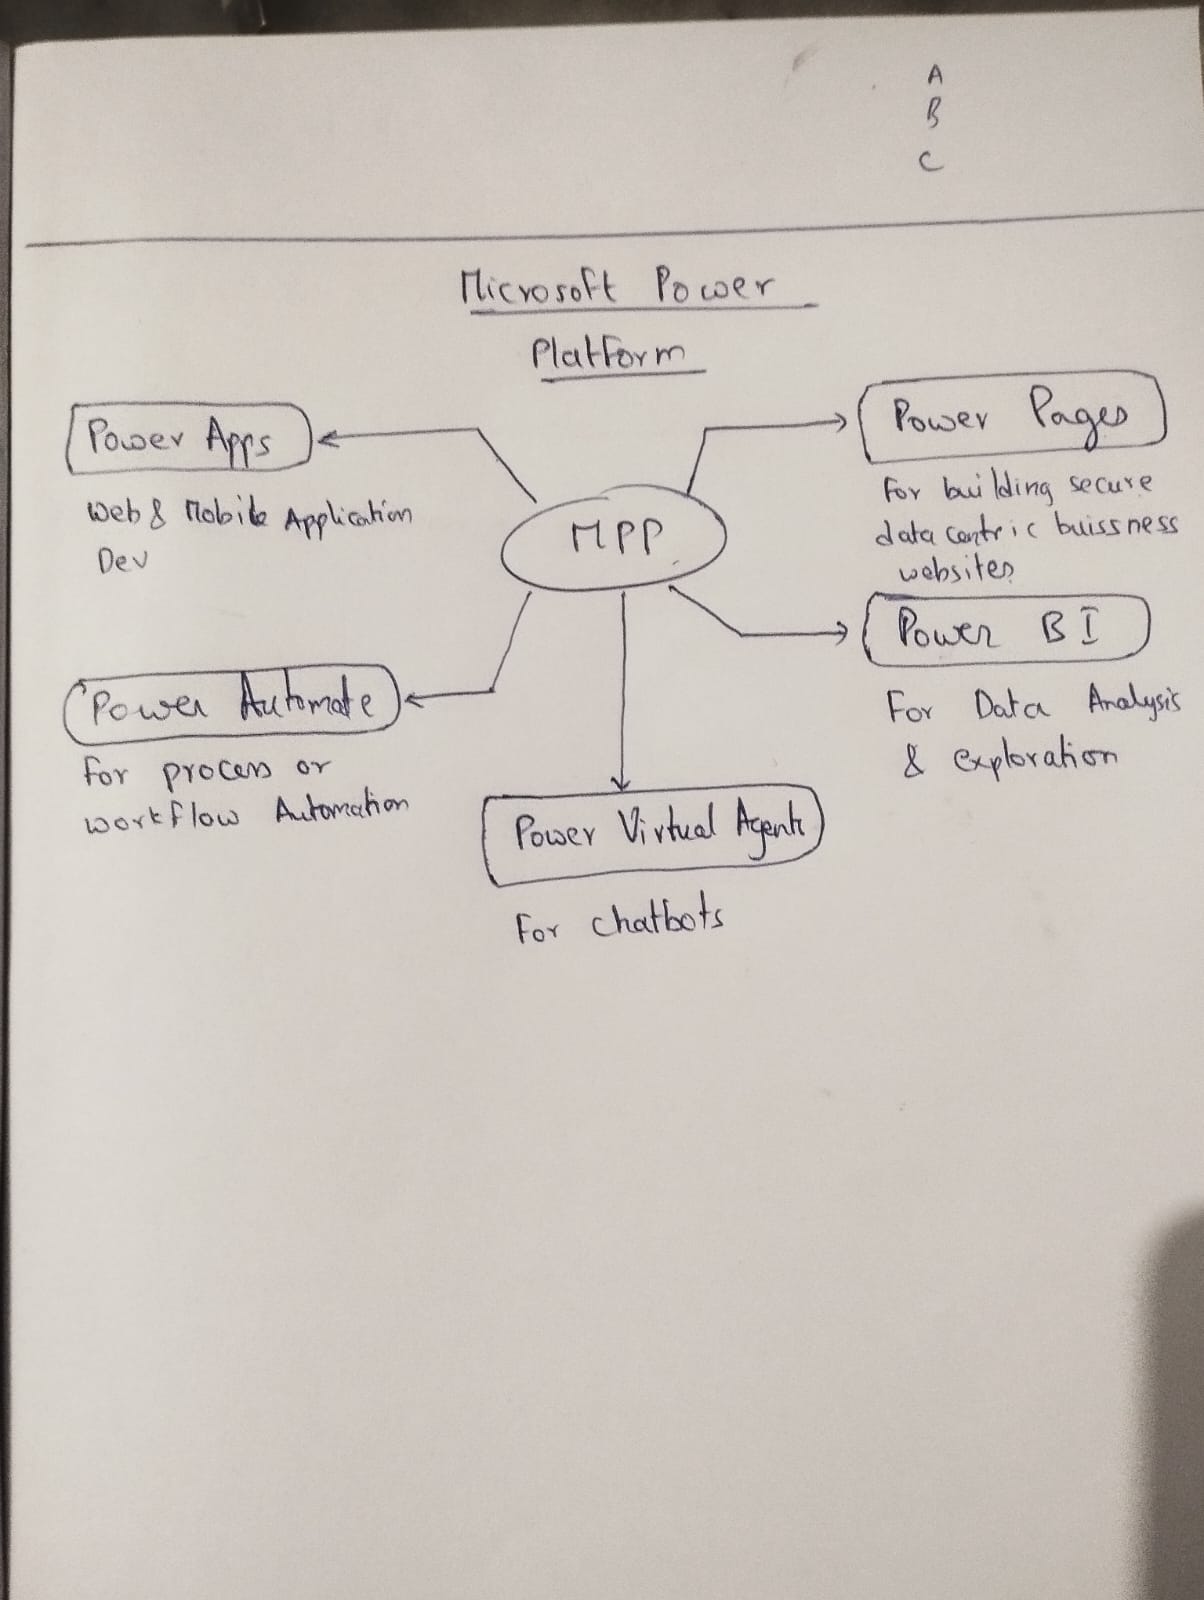 A
B
C
Microsoft Power
Platform
Power Apps
Web & Mobile Application
Dev
Power Pages
For building secure
data centric buissness
websites
MPP
Power BI
For Data Analysis
& exploration
Power Automate
For process or
workflow Automation
Power Virtual Agents
For chatbots